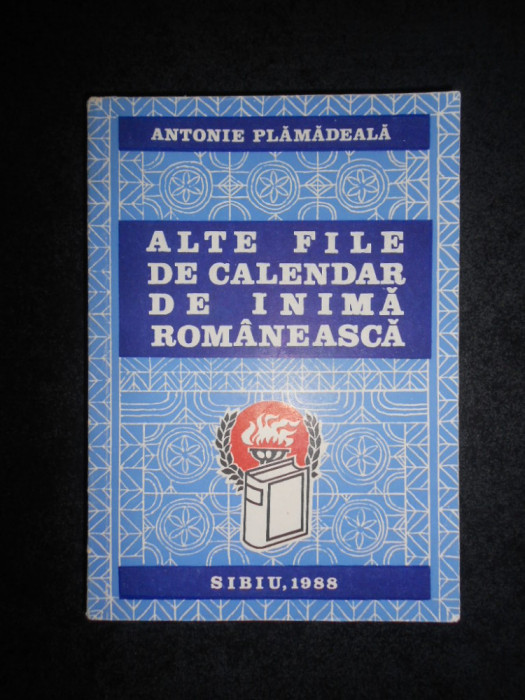 ANTONIE PLĂMĂDEALĂ
ALTE FILE
DE CALENDAR
DE INIMĂ
ROMÂNEASCĂ
SIBIU, 1988